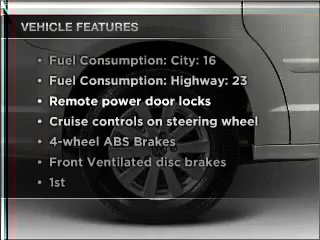 VEHICLE FEATURES
• Fuel Consumption: City: 16
• Fuel Consumption: Highway: 23
• Remote power door locks
• Cruise controls on steering wheel
• 4-wheel ABS Brakes
• Front Ventilated disc brakes
• 1st